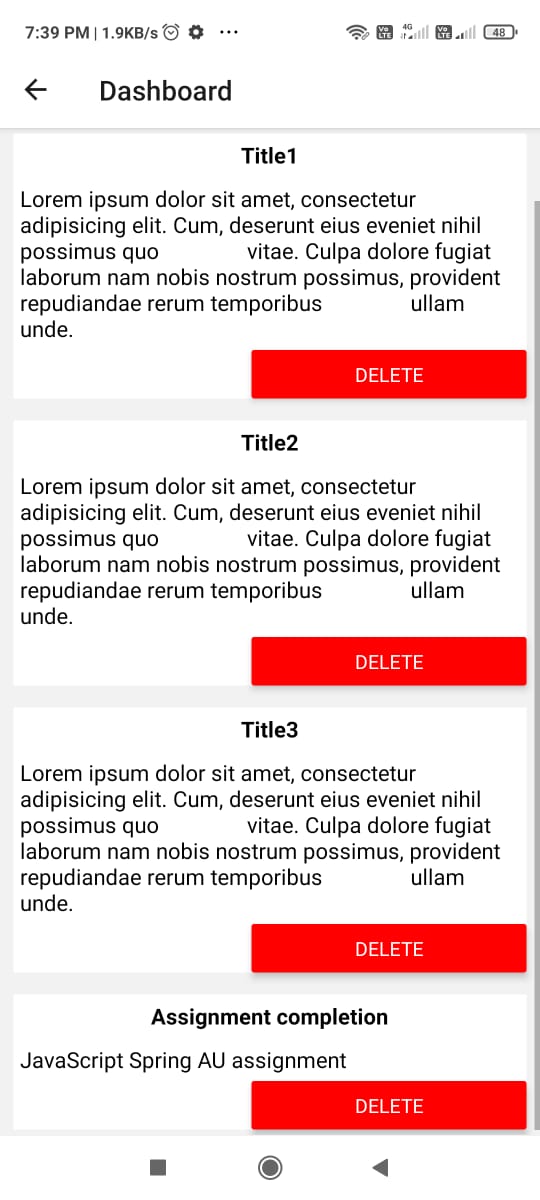 7:39 PM | 1.9KB/s ...
Vo LTE 4G Vo LTE 48
Dashboard
Title1
Lorem ipsum dolor sit amet, consectetur
adipisicing elit. Cum, deserunt eius eveniet nihil
possimus quo vitae. Culpa dolore fugiat
laborum nam nobis nostrum possimus, provident
repudiandae rerum temporibus ullam
unde.
DELETE
Title2
Lorem ipsum dolor sit amet, consectetur
adipisicing elit. Cum, deserunt eius eveniet nihil
possimus quo vitae. Culpa dolore fugiat
laborum nam nobis nostrum possimus, provident
repudiandae rerum temporibus ullam
unde.
DELETE
Title3
Lorem ipsum dolor sit amet, consectetur
adipisicing elit. Cum, deserunt eius eveniet nihil
possimus quo vitae. Culpa dolore fugiat
laborum nam nobis nostrum possimus, provident
repudiandae rerum temporibus ullam
unde.
DELETE
Assignment completion
JavaScript Spring AU assignment
DELETE